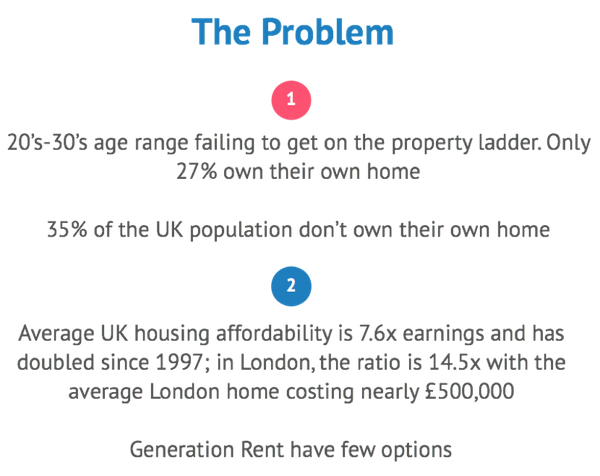 The Problem
1
20’s-30’s age range failing to get on the property ladder. Only
27% own their own home
35% of the UK population don’t own their own home
2
Average UK housing affordability is 7.6x earnings and has
doubled since 1997; in London, the ratio is 14.5x with the
average London home costing nearly £500,000
Generation Rent have few options